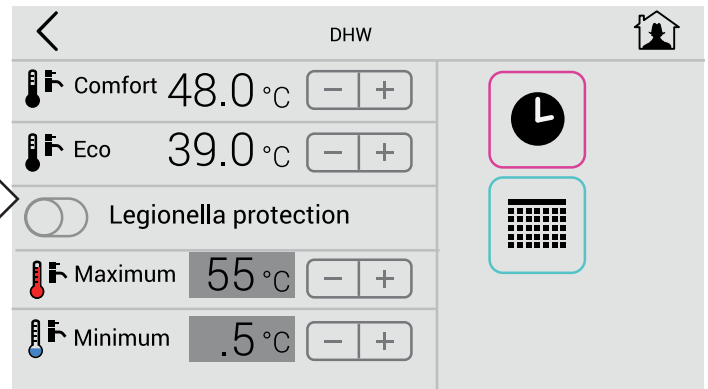 DHW
Comfort 48.0 °C - +
Eco 39.0 °C - +
Legionella protection
Maximum 55 °C - +
Minimum .5 °C - +